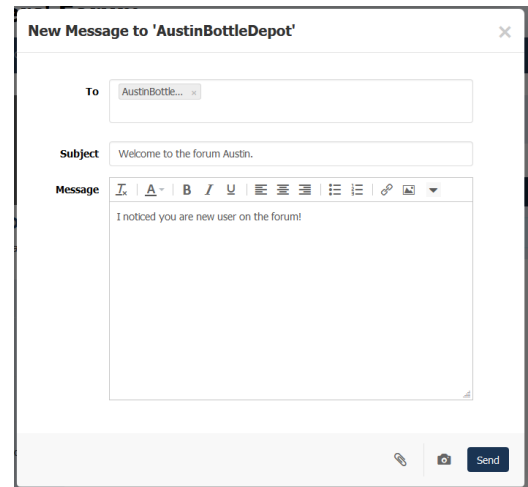 New Message to 'AustinBottleDepot'
To
AustinBottle... ×
Subject
Welcome to the forum Austin.
Message
I noticed you are new user on the forum!
Send